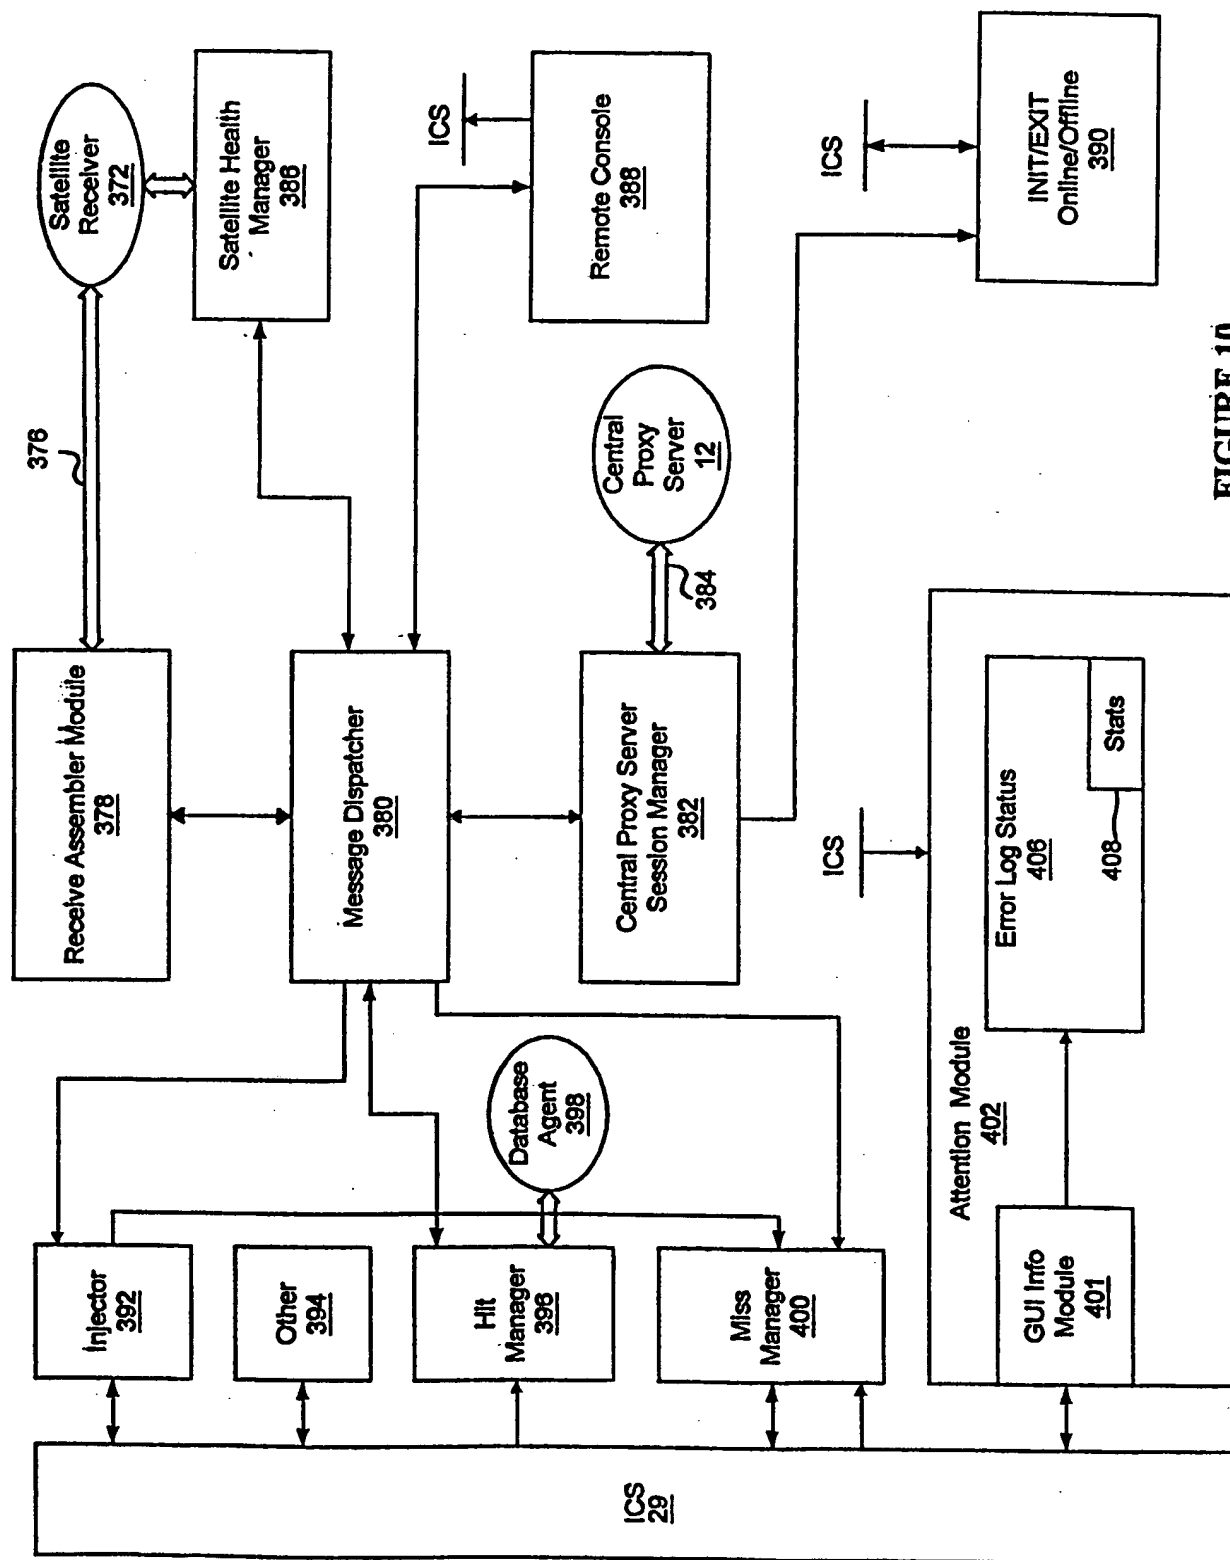 ICS
29
GUI Info
Module
401
Miss
Manager
400
Hit
Manager
396
Other
394
Injector
392
Attention Module
402
Database
Agent
398
Error Log Status
406
408
Stats
ICS
Central Proxy Server
Session Manager
382
Message Dispatcher
380
Receive Assembler Module
378
384
Central
Proxy
Server
12
376
FIGURE 10
ICS
INIT/EXIT
Online/Offline
390
ICS
Remote Console
388
Satellite Health
Manager
386
Satellite
Receiver
372